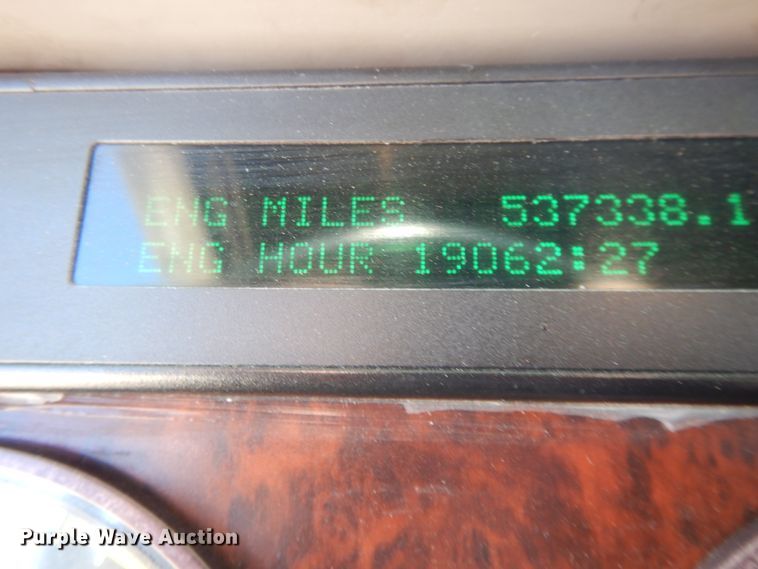 ENG MILES 537338.1
ENG HOUR 19062:27
Purple Wave Auction